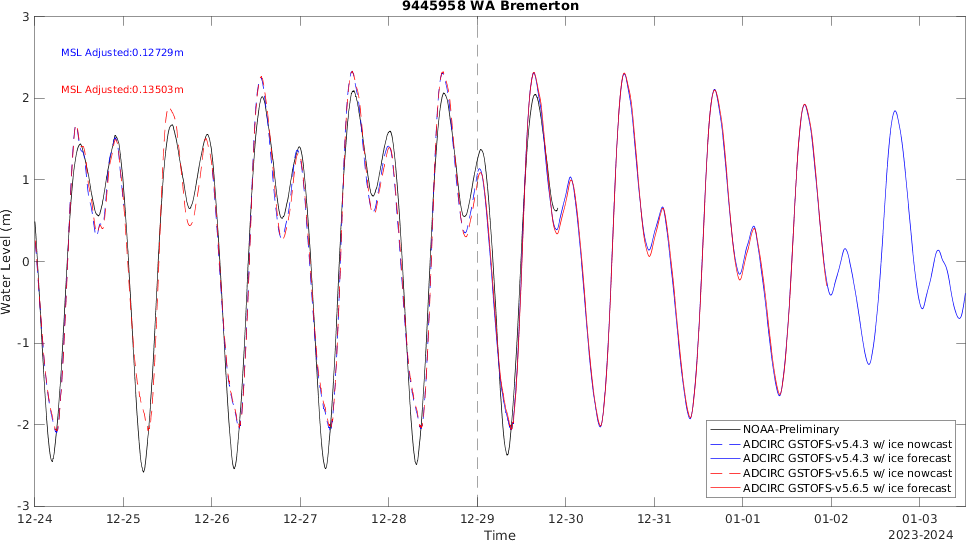 9445958 WA Bremerton
MSL Adjusted:0.12729m
MSL Adjusted:0.13503m
Water Level (m)
3
2
1
0
-1
-2
-3
NOAA-Preliminary
ADCIRC GSTOFS-v5.4.3 w/ ice nowcast
ADCIRC GSTOFS-v5.4.3 w/ ice forecast
ADCIRC GSTOFS-v5.6.5 w/ ice nowcast
ADCIRC GSTOFS-v5.6.5 w/ ice forecast
12-24 12-25 12-26 12-27 12-28 12-29 12-30 12-31 01-01 01-02 01-03
Time
2023-2024